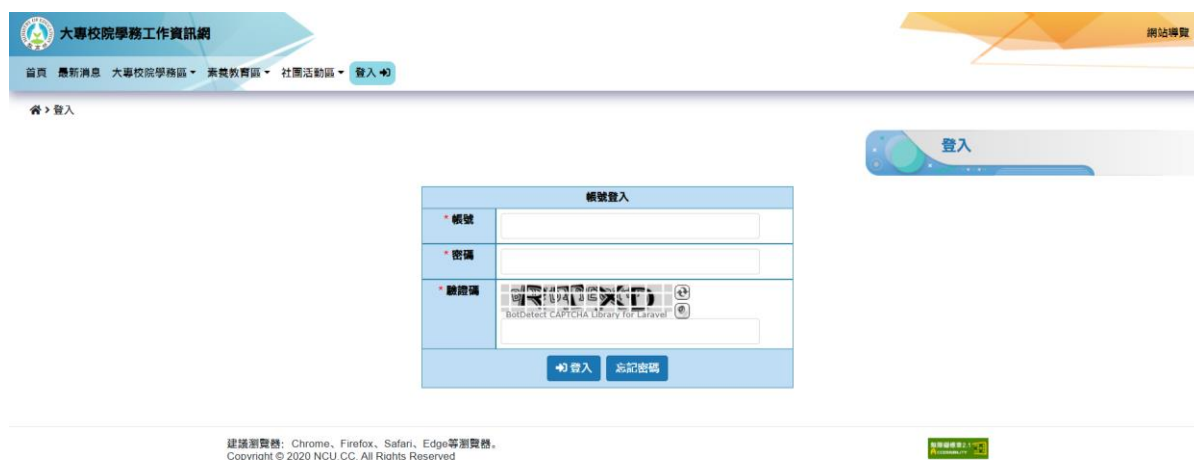 大專校院學務工作資訊網
網站導覽
首頁 最新消息 大專校院學務區 素養教育區 社團活動區 登入
登入
登入
帳號登入
* 帳號
* 密碼
* 驗證碼
BotDetect CAPTCHA Library for Laravel
登入 忘記密碼
建議瀏覽器：Chrome、Firefox、Safari、Edge等瀏覽器。
Copyright © 2020 NCU.CC. All Rights Reserved